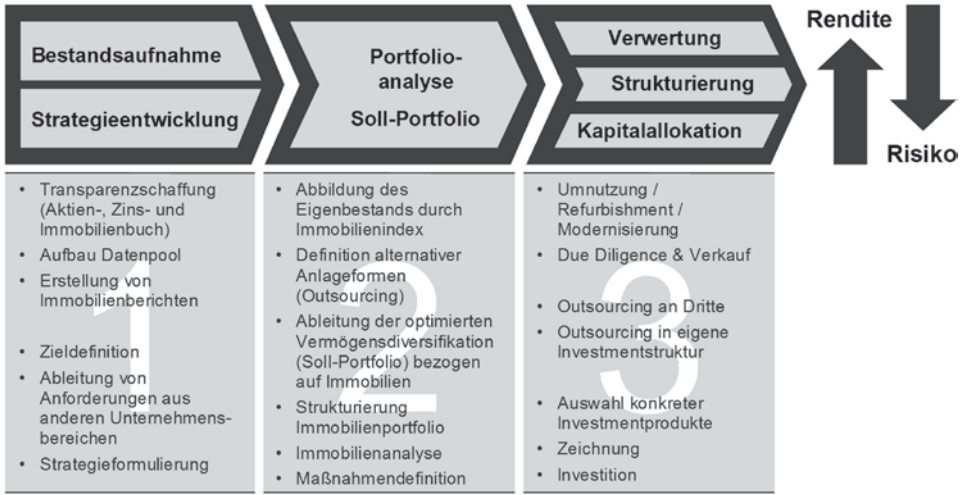 Bestandsaufnahme
Strategieentwicklung
Portfolio-
analyse
Soll-Portfolio
Verwertung
Strukturierung
Kapitalallokation
Rendite
Risiko
1
• Transparenzschaffung
(Aktien-, Zins- und
Immobilienbuch)
• Aufbau Datenpool
• Erstellung von
Immobilienberichten
• Zieldefinition
• Ableitung von
Anforderungen aus
anderen Unternehmens-
bereichen
• Strategieformulierung
2
• Abbildung des
Eigenbestands durch
Immobilienindex
• Definition alternativer
Anlageformen
(Outsourcing)
• Ableitung der optimierten
Vermögensdiversifikation
(Soll-Portfolio) bezogen
auf Immobilien
• Strukturierung
Immobilienportfolio
• Immobilienanalyse
• Maßnahmendefinition
3
• Umnutzung /
Refurbishment /
Modernisierung
• Due Diligence & Verkauf
• Outsourcing an Dritte
• Outsourcing in eigene
Investmentstruktur
• Auswahl konkreter
Investmentprodukte
• Zeichnung
• Investition